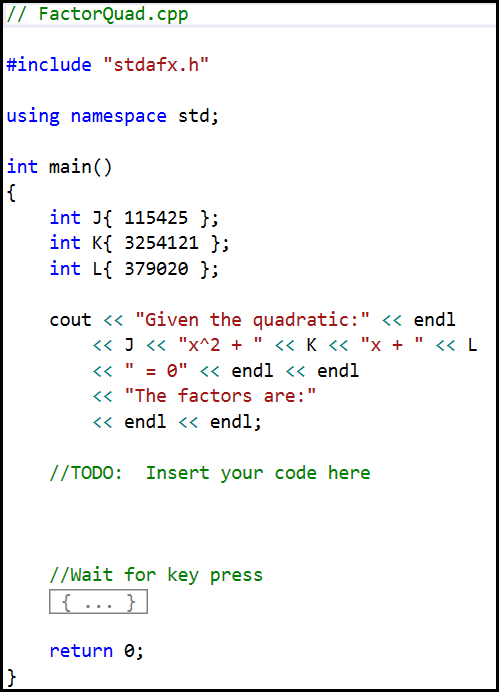 // FactorQuad.cpp
#include "stdafx.h"
using namespace std;
int main()
{
int J{ 115425 };
int K{ 3254121 };
int L{ 379020 };
cout << "Given the quadratic:" << endl
<< J << "x^2 + " << K << "x + " << L
<< " = 0" << endl << endl
<< "The factors are:"
<< endl << endl;
//TODO:  Insert your code here
//Wait for key press
{ ... }
return 0;
}